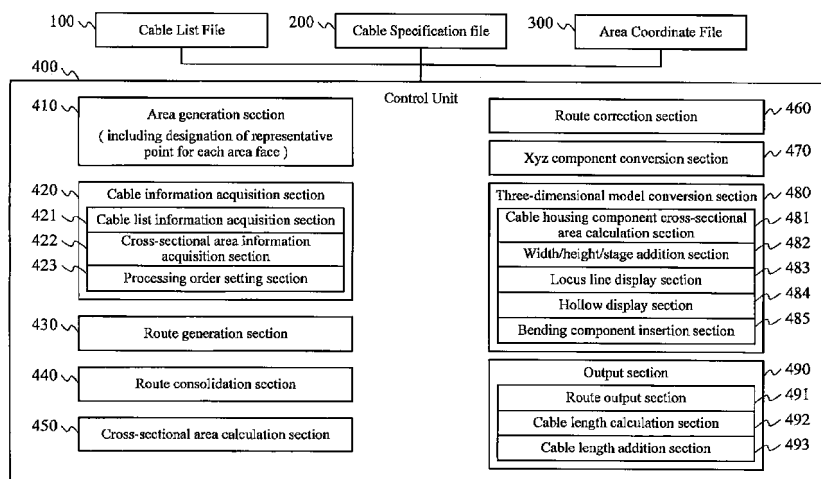 100 Cable List File
200 Cable Specification file
300 Area Coordinate File
400
Control Unit
410 Area generation section
( including designation of representative
point for each area face )
420 Cable information acquisition section
421 Cable list information acquisition section
422 Cross-sectional area information
acquisition section
423 Processing order setting section
430 Route generation section
440 Route consolidation section
450 Cross-sectional area calculation section
Route correction section 460
Xyz component conversion section 470
Three-dimensional model conversion section 480
Cable housing component cross-sectional 481
area calculation section
Width/height/stage addition section 482
Locus line display section 483
Hollow display section 484
Bending component insertion section 485
Output section 490
Route output section 491
Cable length calculation section 492
Cable length addition section 493